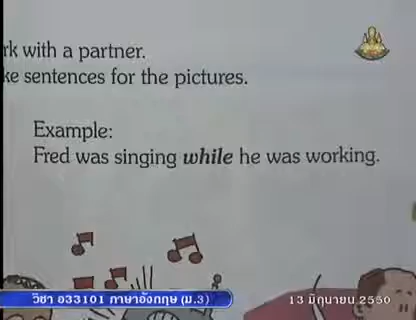 rk with a partner.
ke sentences for the pictures.
Example:
Fred was singing while he was working.
วิชา อ33101 ภาษาอังกฤษ (ม.3)
13 มิถุนายน 2550